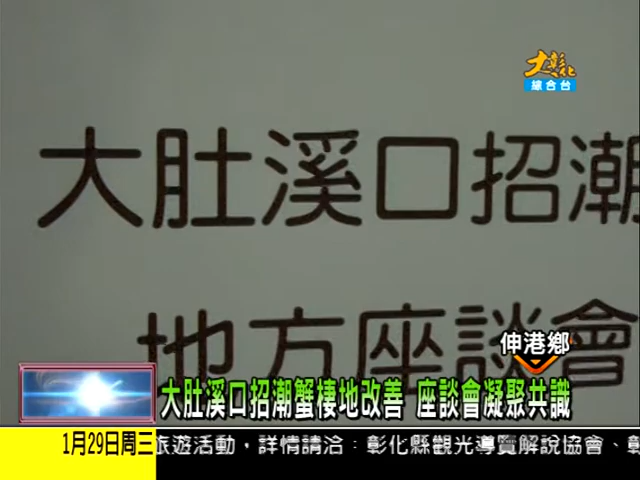 大彰化
綜合台
大肚溪口招潮
地方座談會
伸港鄉
大肚溪口招潮蟹棲地改善 座談會凝聚共識
1月29日周三 旅遊活動，詳情請洽：彰化縣觀光導覽解說協會、彰